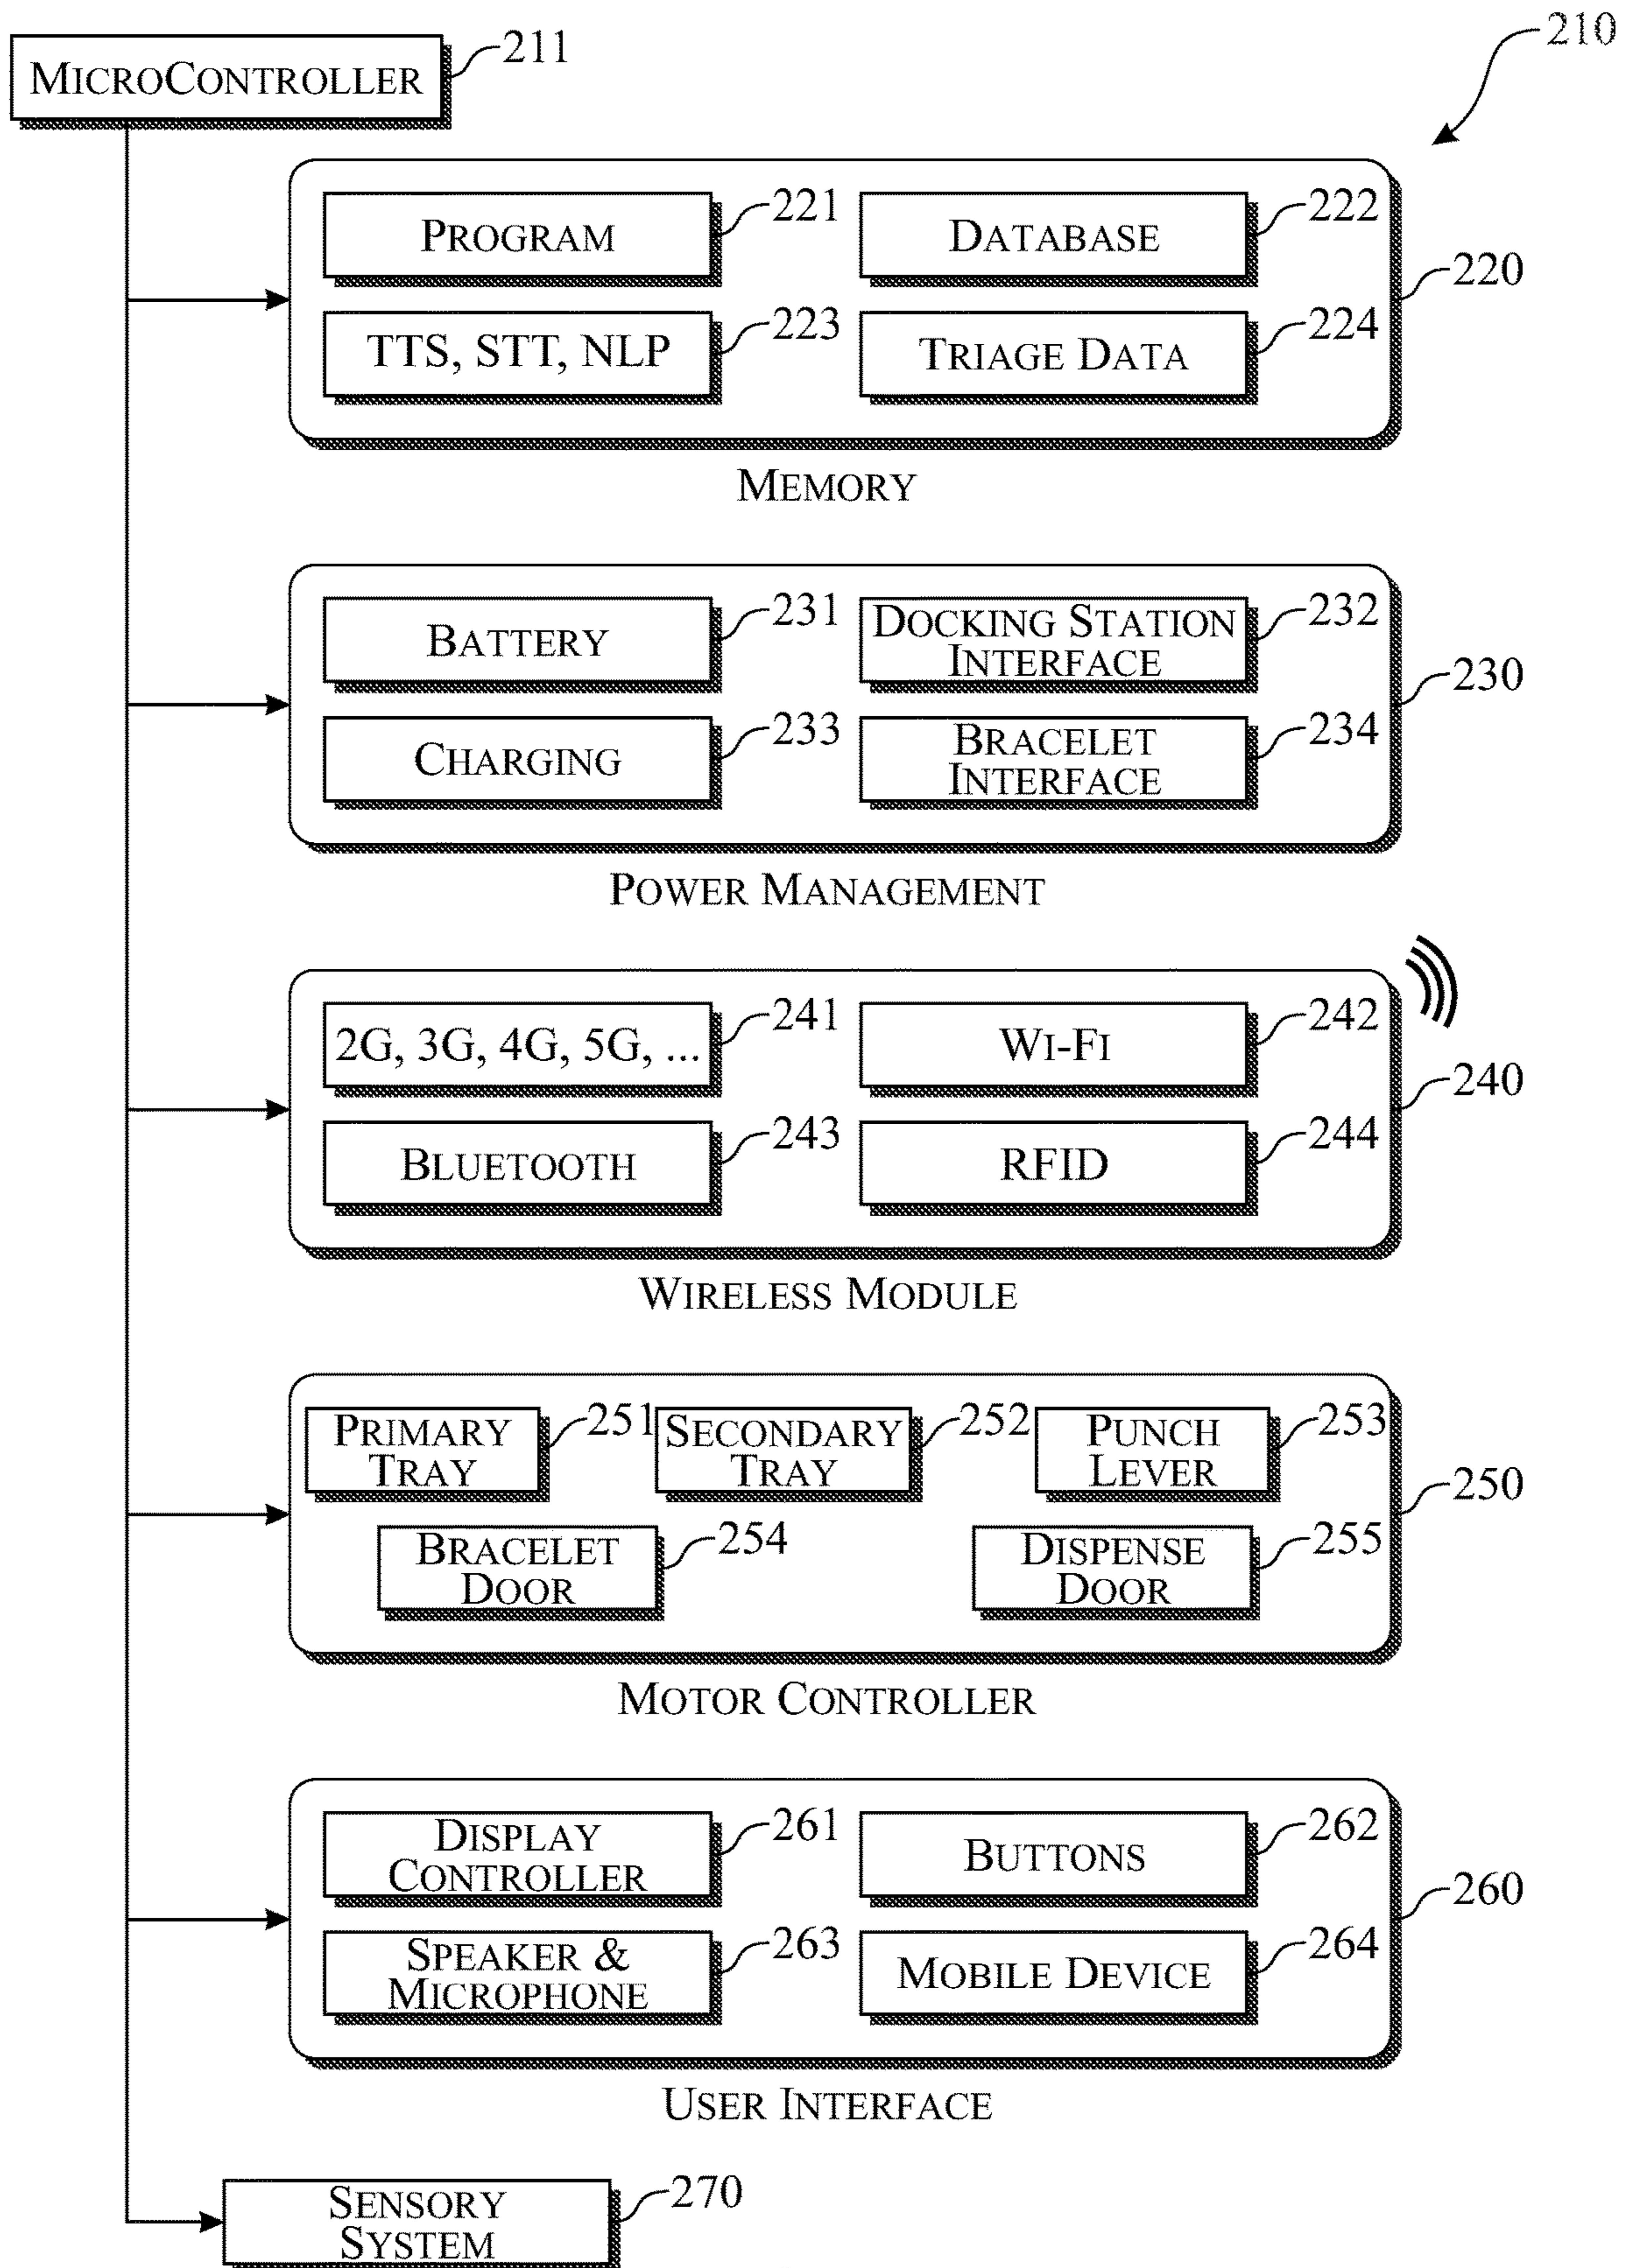 210
MICROCONTROLLER 211
PROGRAM 221 DATABASE 222
220
TTS, STT, NLP 223 TRIAGE DATA 224
MEMORY
BATTERY 231 DOCKING STATION 232
INTERFACE
230
CHARGING 233 BRACELET 234
INTERFACE
POWER MANAGEMENT
2G, 3G, 4G, 5G, ... 241 WI-FI 242
240
BLUETOOTH 243 RFID 244
WIRELESS MODULE
PRIMARY 251 SECONDARY 252 PUNCH 253
TRAY TRAY LEVER
250
BRACELET 254 DISPENSE 255
DOOR DOOR
MOTOR CONTROLLER
DISPLAY 261 BUTTONS 262
CONTROLLER
260
SPEAKER & 263 MOBILE DEVICE 264
MICROPHONE
USER INTERFACE
SENSORY 270
SYSTEM